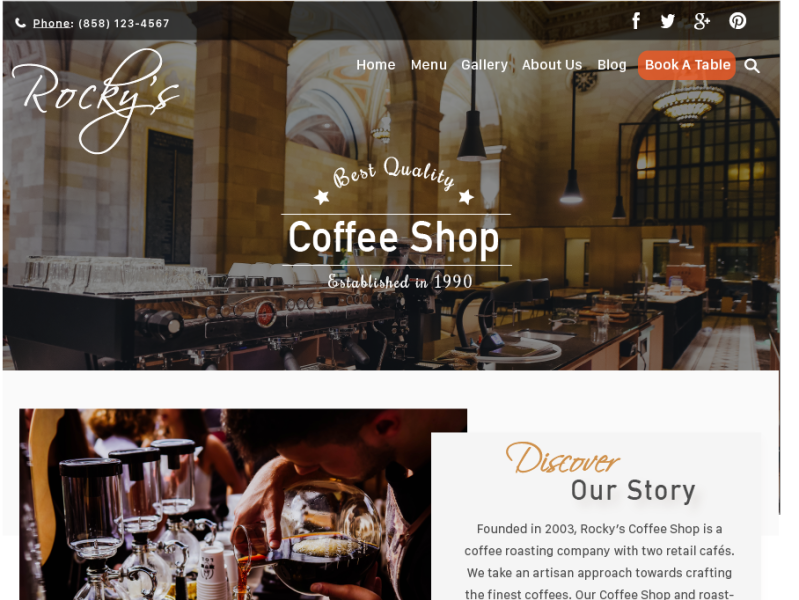 Phone: (858) 123-4567
Rocky's
Home Menu Gallery About Us Blog Book A Table
Best Quality
Coffee Shop
Established in 1990
Discover
Our Story
Founded in 2003, Rocky's Coffee Shop is a
coffee roasting company with two retail cafés.
We take an artisan approach towards crafting
the finest coffees. Our Coffee Shop and roast-